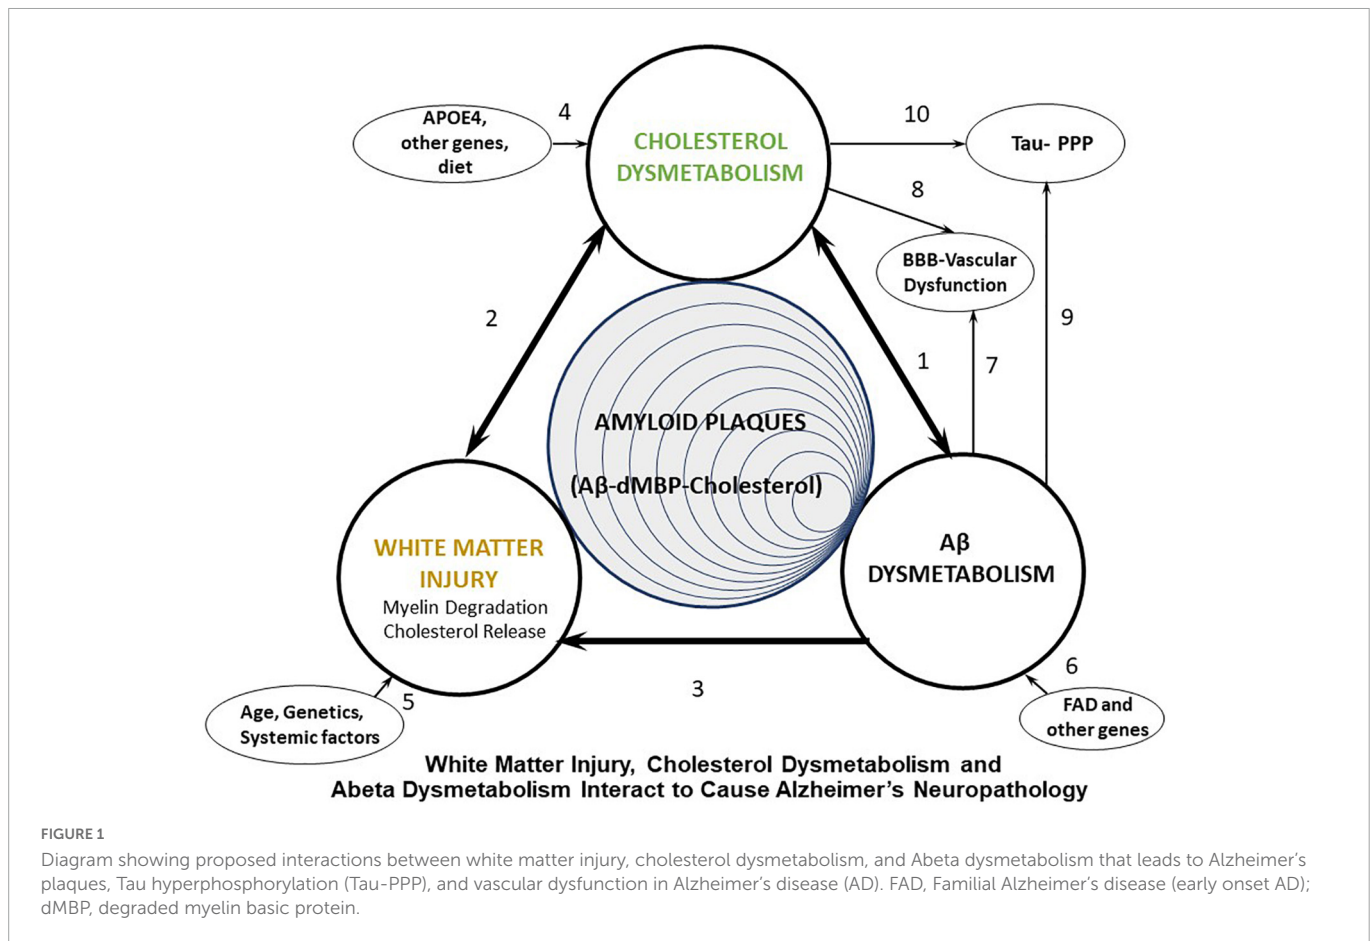 APOE4,
other genes,
diet
4
CHOLESTEROL
DYSMETABOLISM
10
Tau- PPP
8
BBB-Vascular
Dysfunction
2
1
7
9
AMYLOID PLAQUES
(Aβ-dMBP-Cholesterol)
WHITE MATTER
INJURY
Myelin Degradation
Cholesterol Release
Aβ
DYSMETABOLISM
3
5
6
Age, Genetics,
Systemic factors
FAD and
other genes
White Matter Injury, Cholesterol Dysmetabolism and
Abeta Dysmetabolism Interact to Cause Alzheimer's Neuropathology
FIGURE 1
Diagram showing proposed interactions between white matter injury, cholesterol dysmetabolism, and Abeta dysmetabolism that leads to Alzheimer's
plaques, Tau hyperphosphorylation (Tau-PPP), and vascular dysfunction in Alzheimer's disease (AD). FAD, Familial Alzheimer's disease (early onset AD);
dMBP, degraded myelin basic protein.